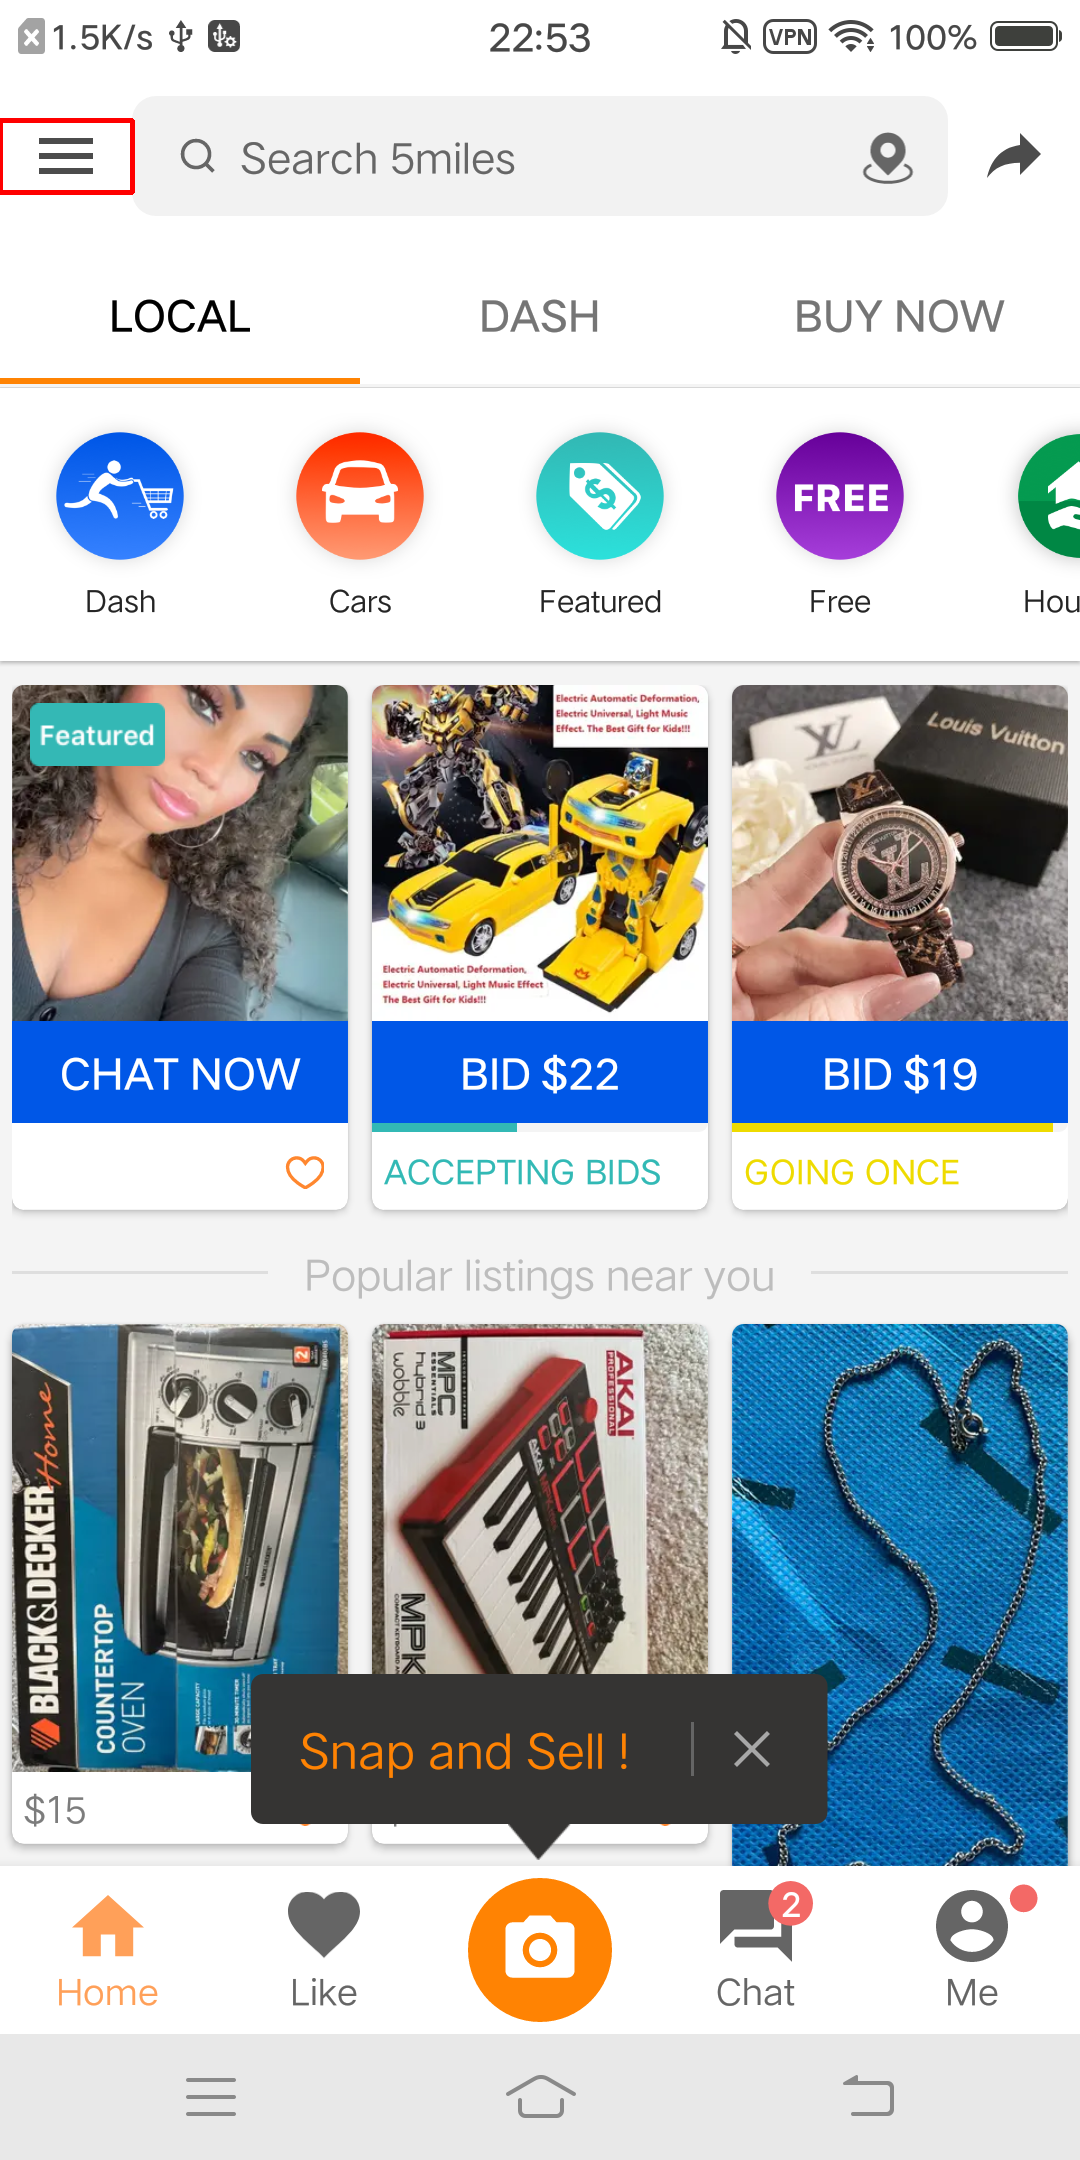 1.5K/s
22:53
VPN
100%
Search 5miles
LOCAL
DASH
BUY NOW
FREE
Dash
Cars
Featured
Free
Hou
Featured
Electric Automatic Deformation,
Electric Universal, Light Music
Effect. The Best Gift for Kids!!!
Electric Automatic Deformation,
Electric Universal, Light Music Effect
The Best Gift for Kids!!!
Louis Vuitton
CHAT NOW
BID $22
BID $19
ACCEPTING BIDS
GOING ONCE
Popular listings near you
BLACK&DECKER Home
COUNTERTOP
OVEN
AKAI
PROFESSIONAL
MPC
ESSENTIALS
hybrid 3
wobble
MPK
$15
Snap and Sell !
2
Home
Like
Chat
Me